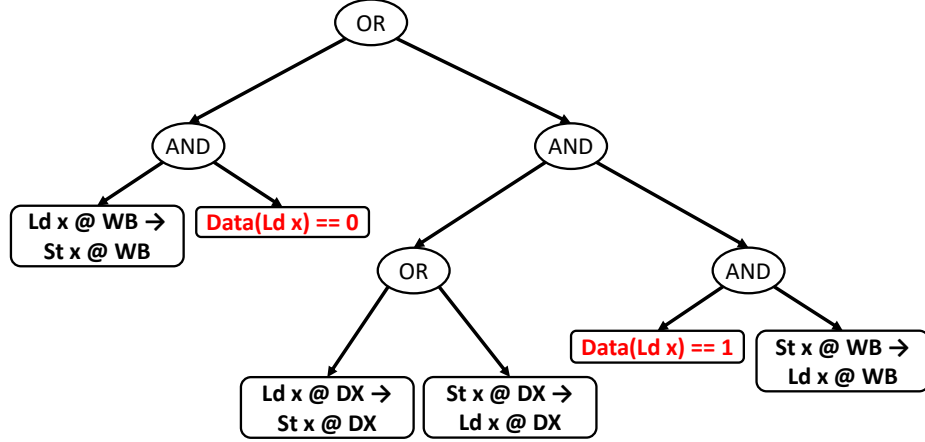 OR
AND
AND
Ld x @ WB →
St x @ WB
Data(Ld x) == 0
OR
AND
Data(Ld x) == 1
St x @ WB →
Ld x @ WB
Ld x @ DX →
St x @ DX
St x @ DX →
Ld x @ DX